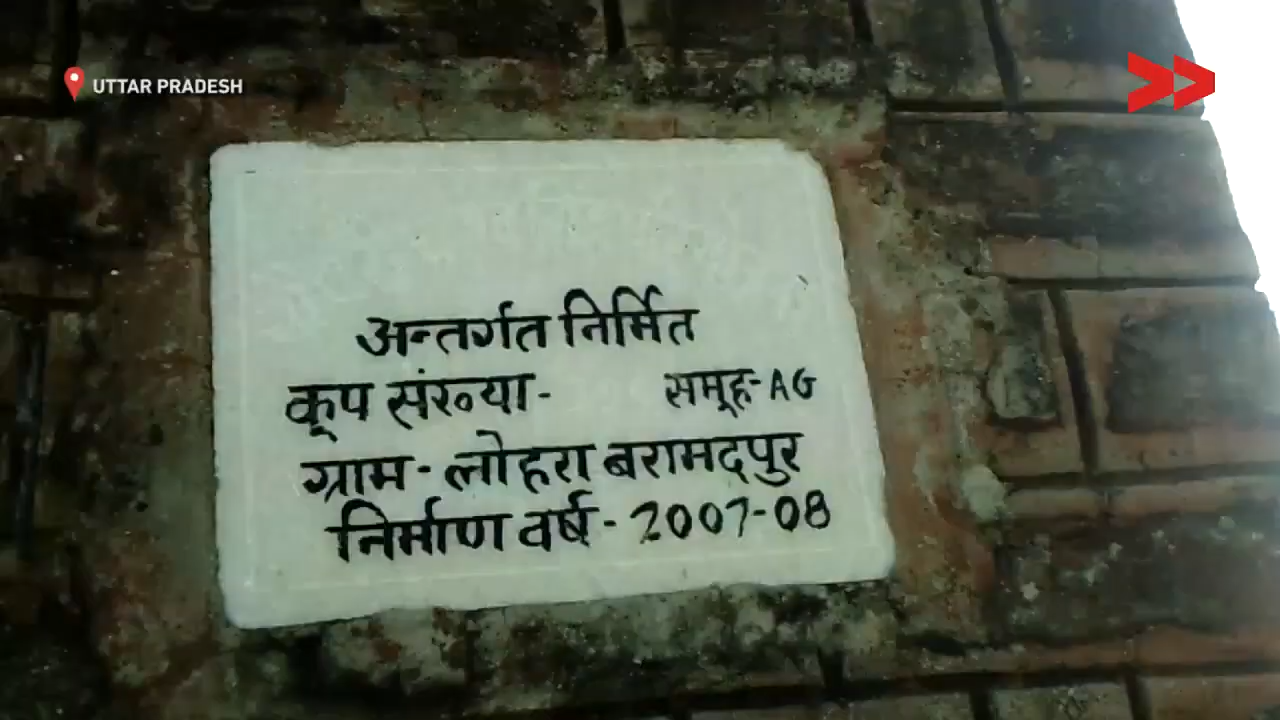 UTTAR PRADESH
अन्तर्गत निर्मित
कूप संख्या- समूह-AG
ग्राम-लोहरा बरामदपुर
निर्माण वर्ष-2007-08